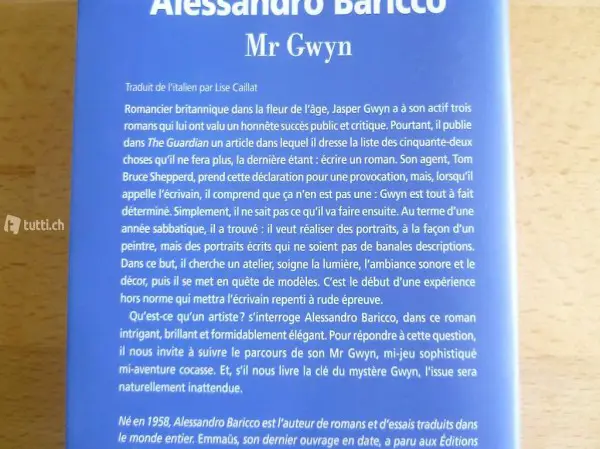 Alessandro Baricco
Mr Gwyn
Traduit de l'italien par Lise Caillat
Romancier britannique dans la fleur de l'âge, Jasper Gwyn a à son actif trois
romans qui lui ont valu un honnête succès public et critique. Pourtant, il publie
dans The Guardian un article dans lequel il dresse la liste des cinquante-deux
choses qu'il ne fera plus, la dernière étant : écrire un roman. Son agent, Tom
Bruce Shepperd, prend cette déclaration pour une provocation, mais, lorsqu'il
appelle l'écrivain, il comprend que ça n'en est pas une : Gwyn est tout à fait
déterminé. Simplement, il ne sait pas ce qu'il va faire ensuite. Au terme d'une
année sabbatique, il a trouvé : il veut réaliser des portraits, à la façon d'un
peintre, mais des portraits écrits qui ne soient pas de banales descriptions.
Dans ce but, il cherche un atelier, soigne la lumière, l'ambiance sonore et le
décor, puis il se met en quête de modèles. C'est le début d'une expérience
hors norme qui mettra l'écrivain repenti à rude épreuve.
Qu'est-ce qu'un artiste ? s'interroge Alessandro Baricco, dans ce roman
intrigant, brillant et formidablement élégant. Pour répondre à cette question,
il nous invite à suivre le parcours de son Mr Gwyn, mi-jeu sophistiqué
mi-aventure cocasse. Et, s'il nous livre la clé du mystère Gwyn, l'issue sera
naturellement inattendue.
Né en 1958, Alessandro Baricco est l'auteur de romans et d'essais traduits dans
le monde entier. Emmaüs, son dernier ouvrage en date, a paru aux Éditions
tutti.ch